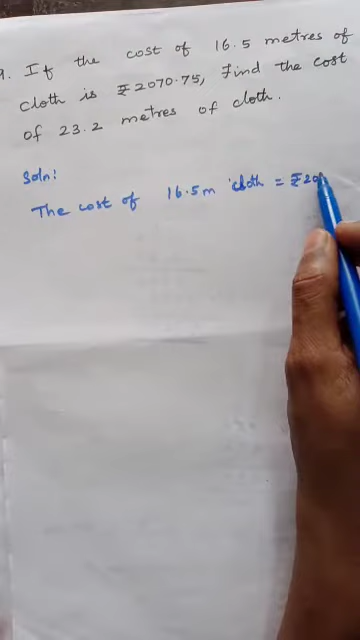 9. If the cost of 16.5 metres of
cloth is ₹2070.75, Find the cost
of 23.2 metres of cloth.
Soln:
The cost of 16.5m cloth = ₹20